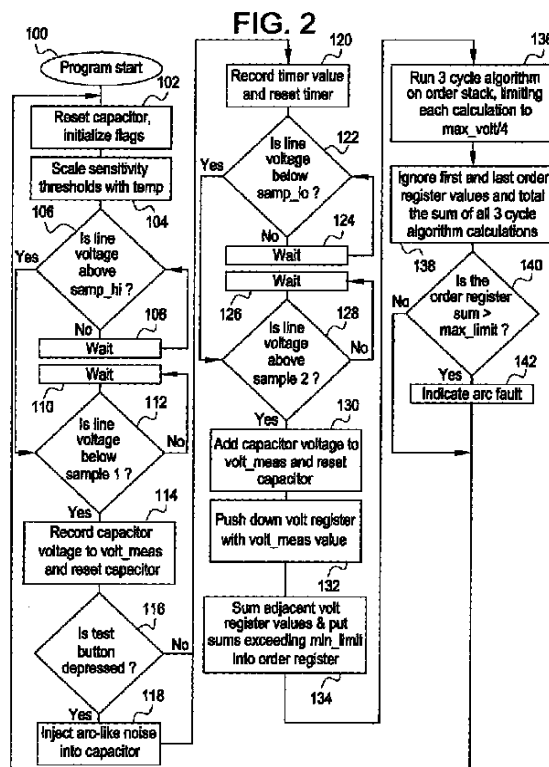 FIG. 2
100
Program start
102
Reset capacitor,
initialize flags
Scale sensitivity
thresholds with temp
104
106
Is line
voltage
above
samp_hi ?
Yes
No
108
Wait
Wait
110
112
Is line
voltage
below
sample 1 ?
No
Yes
114
Record capacitor
voltage to volt_meas
and reset capacitor
116
Is test
button
depressed ?
No
Yes
118
Inject arc-like noise
into capacitor
120
Record timer value
and reset timer
122
Is line
voltage below
samp_lo ?
Yes
No
124
Wait
Wait
126
128
Is line
voltage
above
sample 2 ?
No
Yes
130
Add capacitor voltage to
volt_meas and reset
capacitor
Push down volt register
with volt_meas value
132
Sum adjacent volt
register values & put
sums exceeding min_limit
into order register
134
136
Run 3 cycle algorithm
on order stack, limiting
each calculation to
max_volt/4
Ignore first and last order
register values and total
the sum of all 3 cycle
algorithm calculations
138
140
Is the
order register
sum >
max_limit ?
No
Yes
142
Indicate arc fault